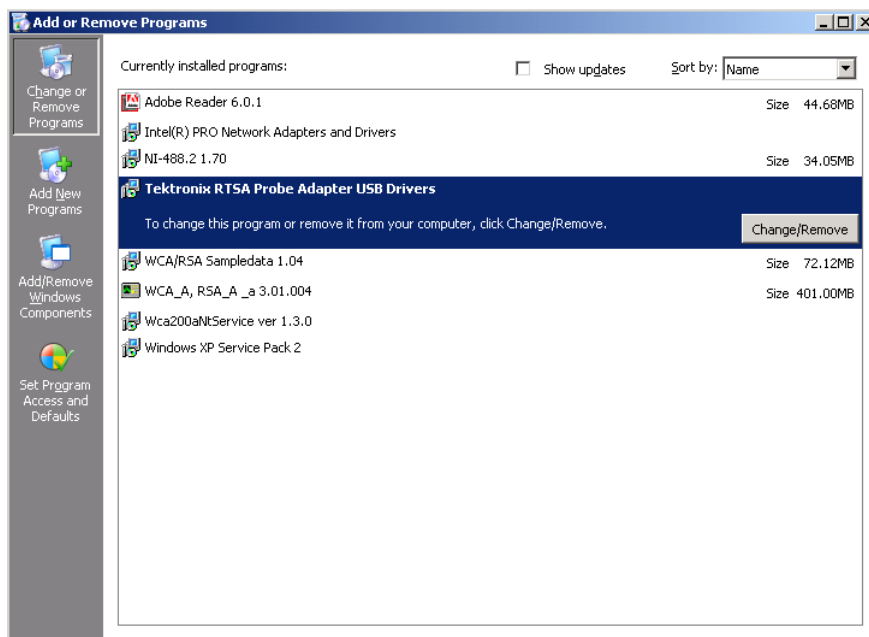 Add or Remove Programs
Change or
Remove
Programs
Add New
Programs
Add/Remove
Windows
Components
Set Program
Access and
Defaults
Currently installed programs:
Show updates
Sort by: Name
Adobe Reader 6.0.1 Size 44.68MB
Intel(R) PRO Network Adapters and Drivers
NI-488.2 1.70 Size 34.05MB
Tektronix RTSA Probe Adapter USB Drivers
To change this program or remove it from your computer, click Change/Remove.
Change/Remove
WCA/RSA Sampledata 1.04 Size 72.12MB
WCA_A, RSA_A _a 3.01.004 Size 401.00MB
Wca200aNtService ver 1.3.0
Windows XP Service Pack 2